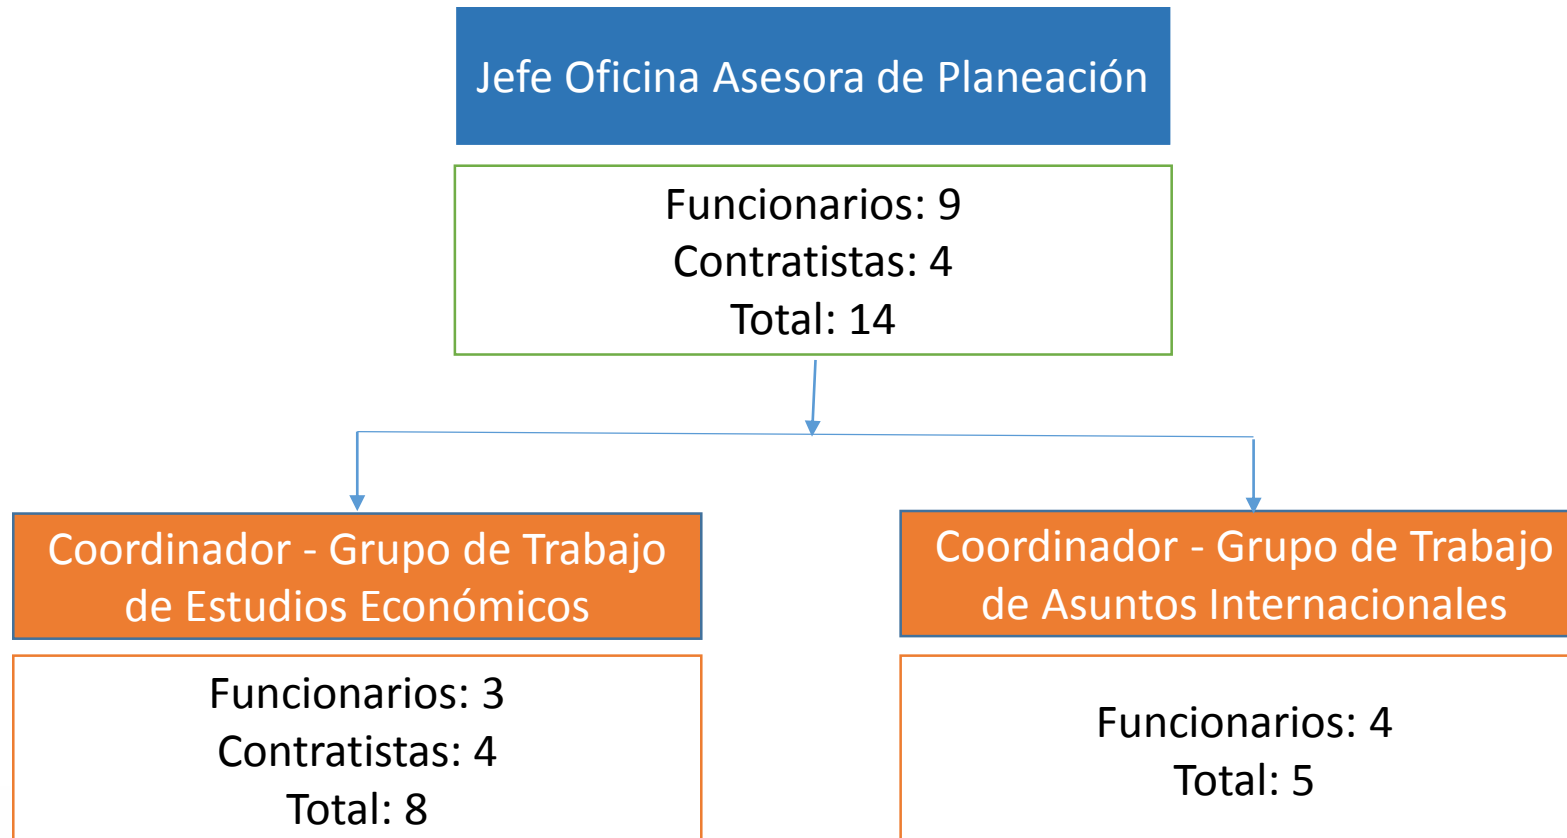 Jefe Oficina Asesora de Planeación
Funcionarios: 9
Contratistas: 4
Total: 14
Coordinador - Grupo de Trabajo
de Estudios Económicos
Funcionarios: 3
Contratistas: 4
Total: 8
Coordinador - Grupo de Trabajo
de Asuntos Internacionales
Funcionarios: 4
Total: 5